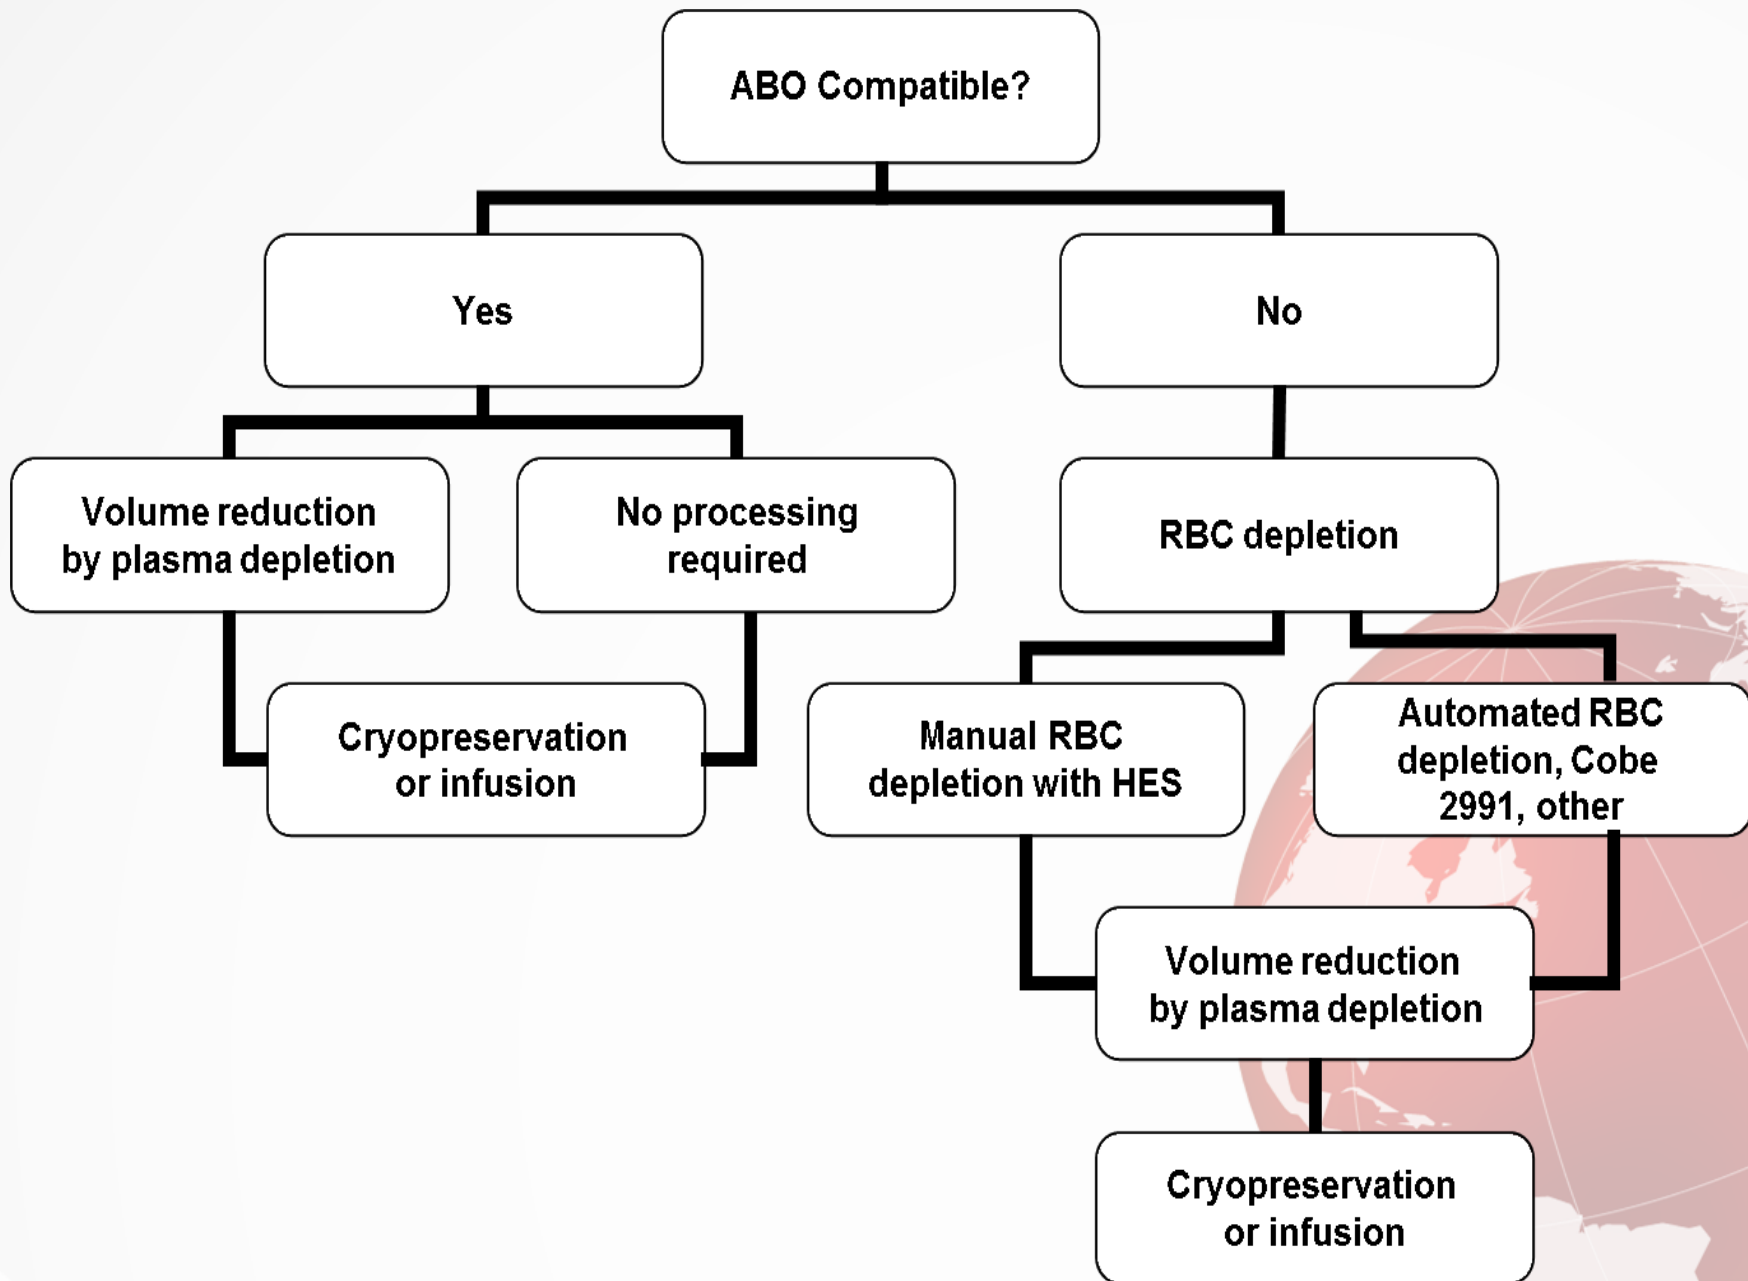 ABO Compatible?
Yes
No
Volume reduction
by plasma depletion
No processing
required
RBC depletion
Cryopreservation
or infusion
Manual RBC
depletion with HES
Automated RBC
depletion, Cobe
2991, other
Volume reduction
by plasma depletion
Cryopreservation
or infusion